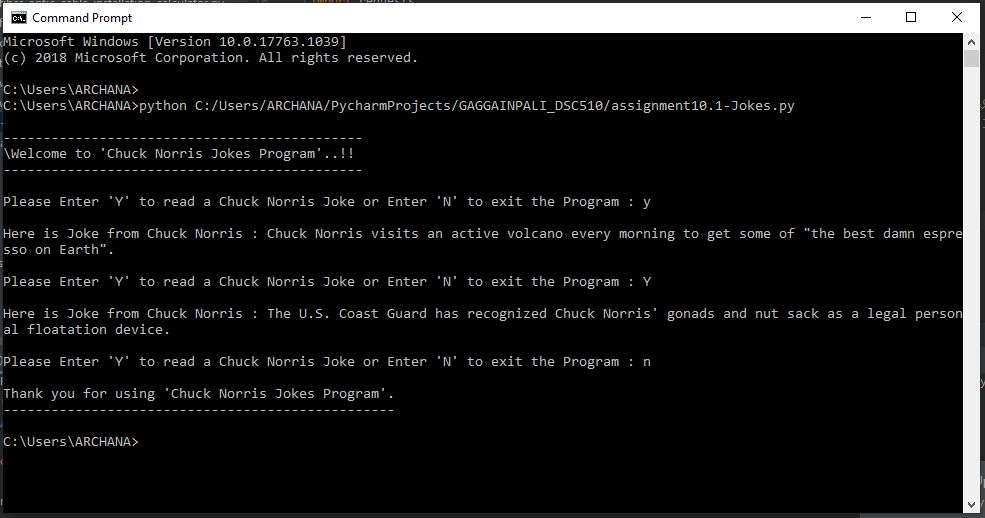 Command Prompt
Microsoft Windows [Version 10.0.17763.1039]
(c) 2018 Microsoft Corporation. All rights reserved.
C:\Users\ARCHANA>
C:\Users\ARCHANA>python C:/Users/ARCHANA/PycharmProjects/GAGGAINPALI_DSC510/assignment10.1-Jokes.py
---------------------------------------------
\Welcome to 'Chuck Norris Jokes Program'..!!
---------------------------------------------
Please Enter 'Y' to read a Chuck Norris Joke or Enter 'N' to exit the Program : y
Here is Joke from Chuck Norris : Chuck Norris visits an active volcano every morning to get some of "the best damn espre
sso on Earth".
Please Enter 'Y' to read a Chuck Norris Joke or Enter 'N' to exit the Program : Y
Here is Joke from Chuck Norris : The U.S. Coast Guard has recognized Chuck Norris' gonads and nut sack as a legal person
al floatation device.
Please Enter 'Y' to read a Chuck Norris Joke or Enter 'N' to exit the Program : n
Thank you for using 'Chuck Norris Jokes Program'.
-------------------------------------------------
C:\Users\ARCHANA>